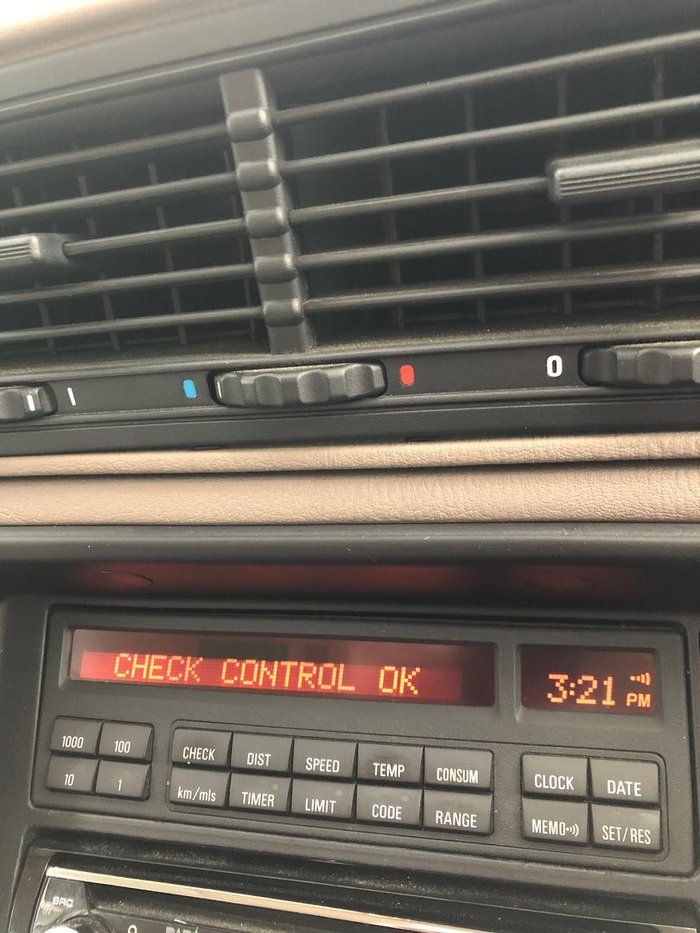 0
CHECK CONTROL OK
3:21 PM
1000 100
10 1
CHECK DIST SPEED TEMP CONSUM
km/mls TIMER LIMIT CODE RANGE
CLOCK DATE
MEMO SET/RES